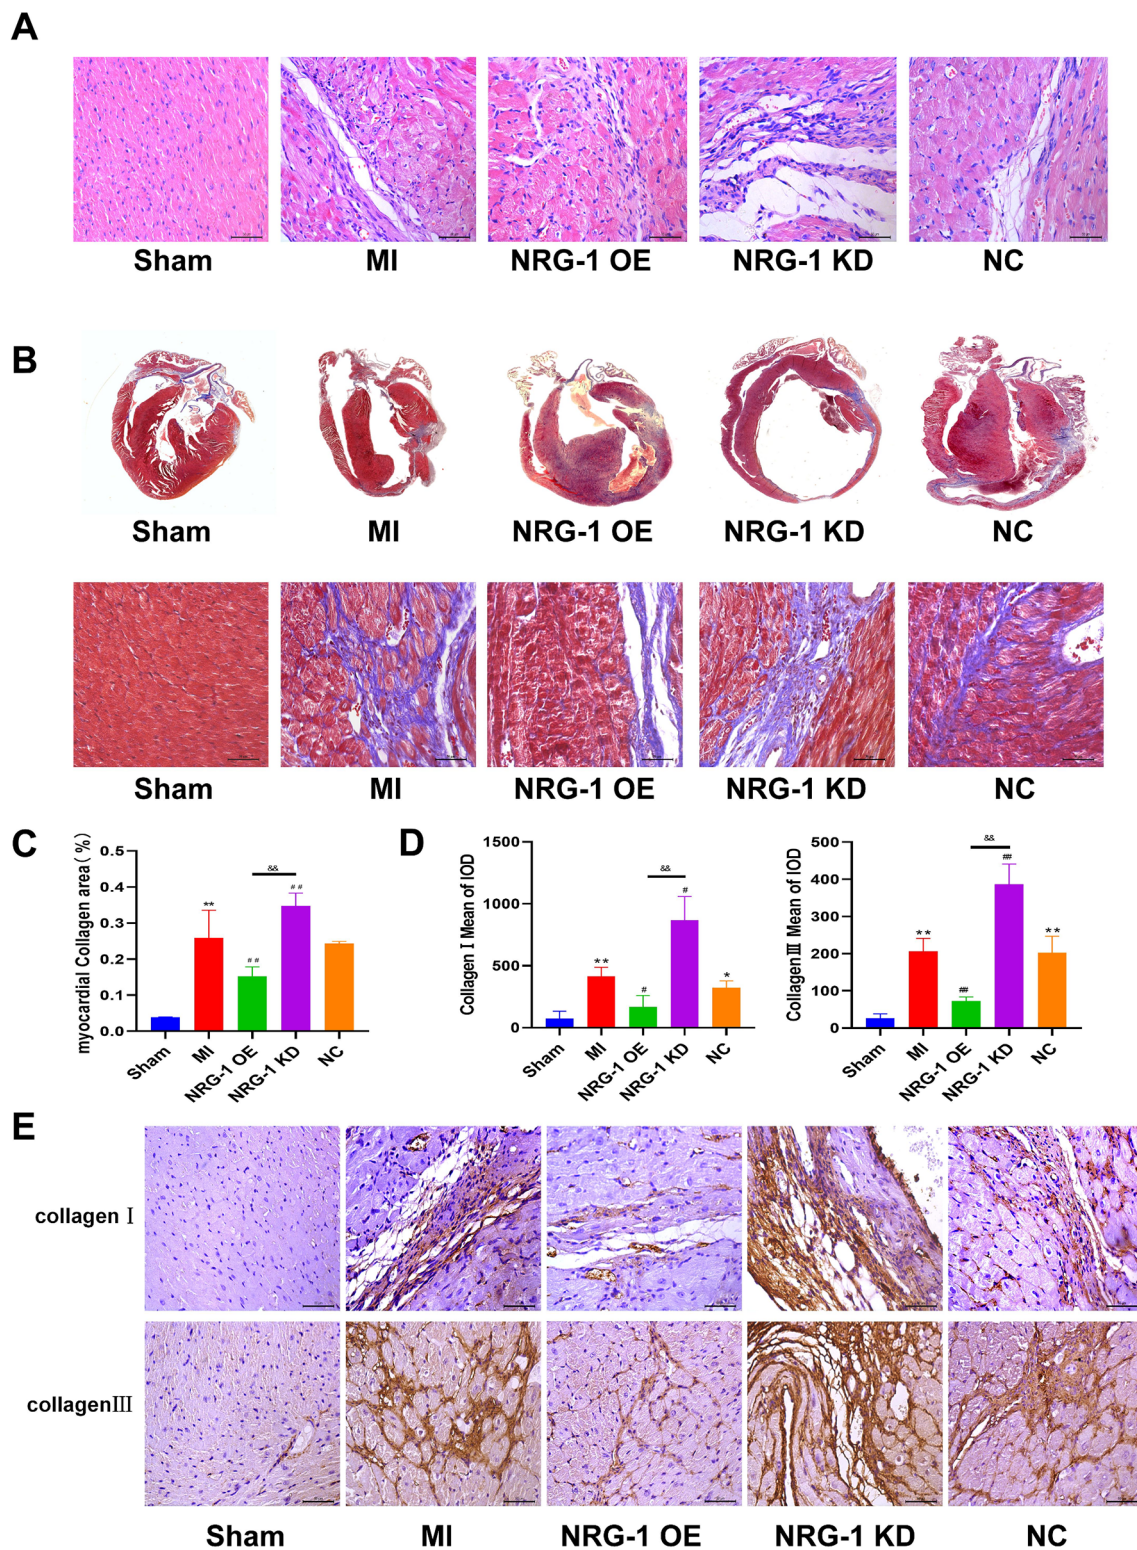 A
Sham MI NRG-1 OE NRG-1 KD NC
B
Sham MI NRG-1 OE NRG-1 KD NC
Sham MI NRG-1 OE NRG-1 KD NC
C
myocardial Collagen area(%)
0.5
0.4
0.3
0.2
0.1
0.0
**
##
&&
##
Sham MI NRG-1 OE NRG-1 KD NC
D
Collagen Ⅰ Mean of IOD
1500
1000
500
0
**
#
&&
#
*
Sham MI NRG-1 OE NRG-1 KD NC
CollagenⅢ Mean of IOD
500
400
300
200
100
0
**
##
&&
##
**
Sham MI NRG-1 OE NRG-1 KD NC
E
collagen Ⅰ
collagenⅢ
Sham MI NRG-1 OE NRG-1 KD NC